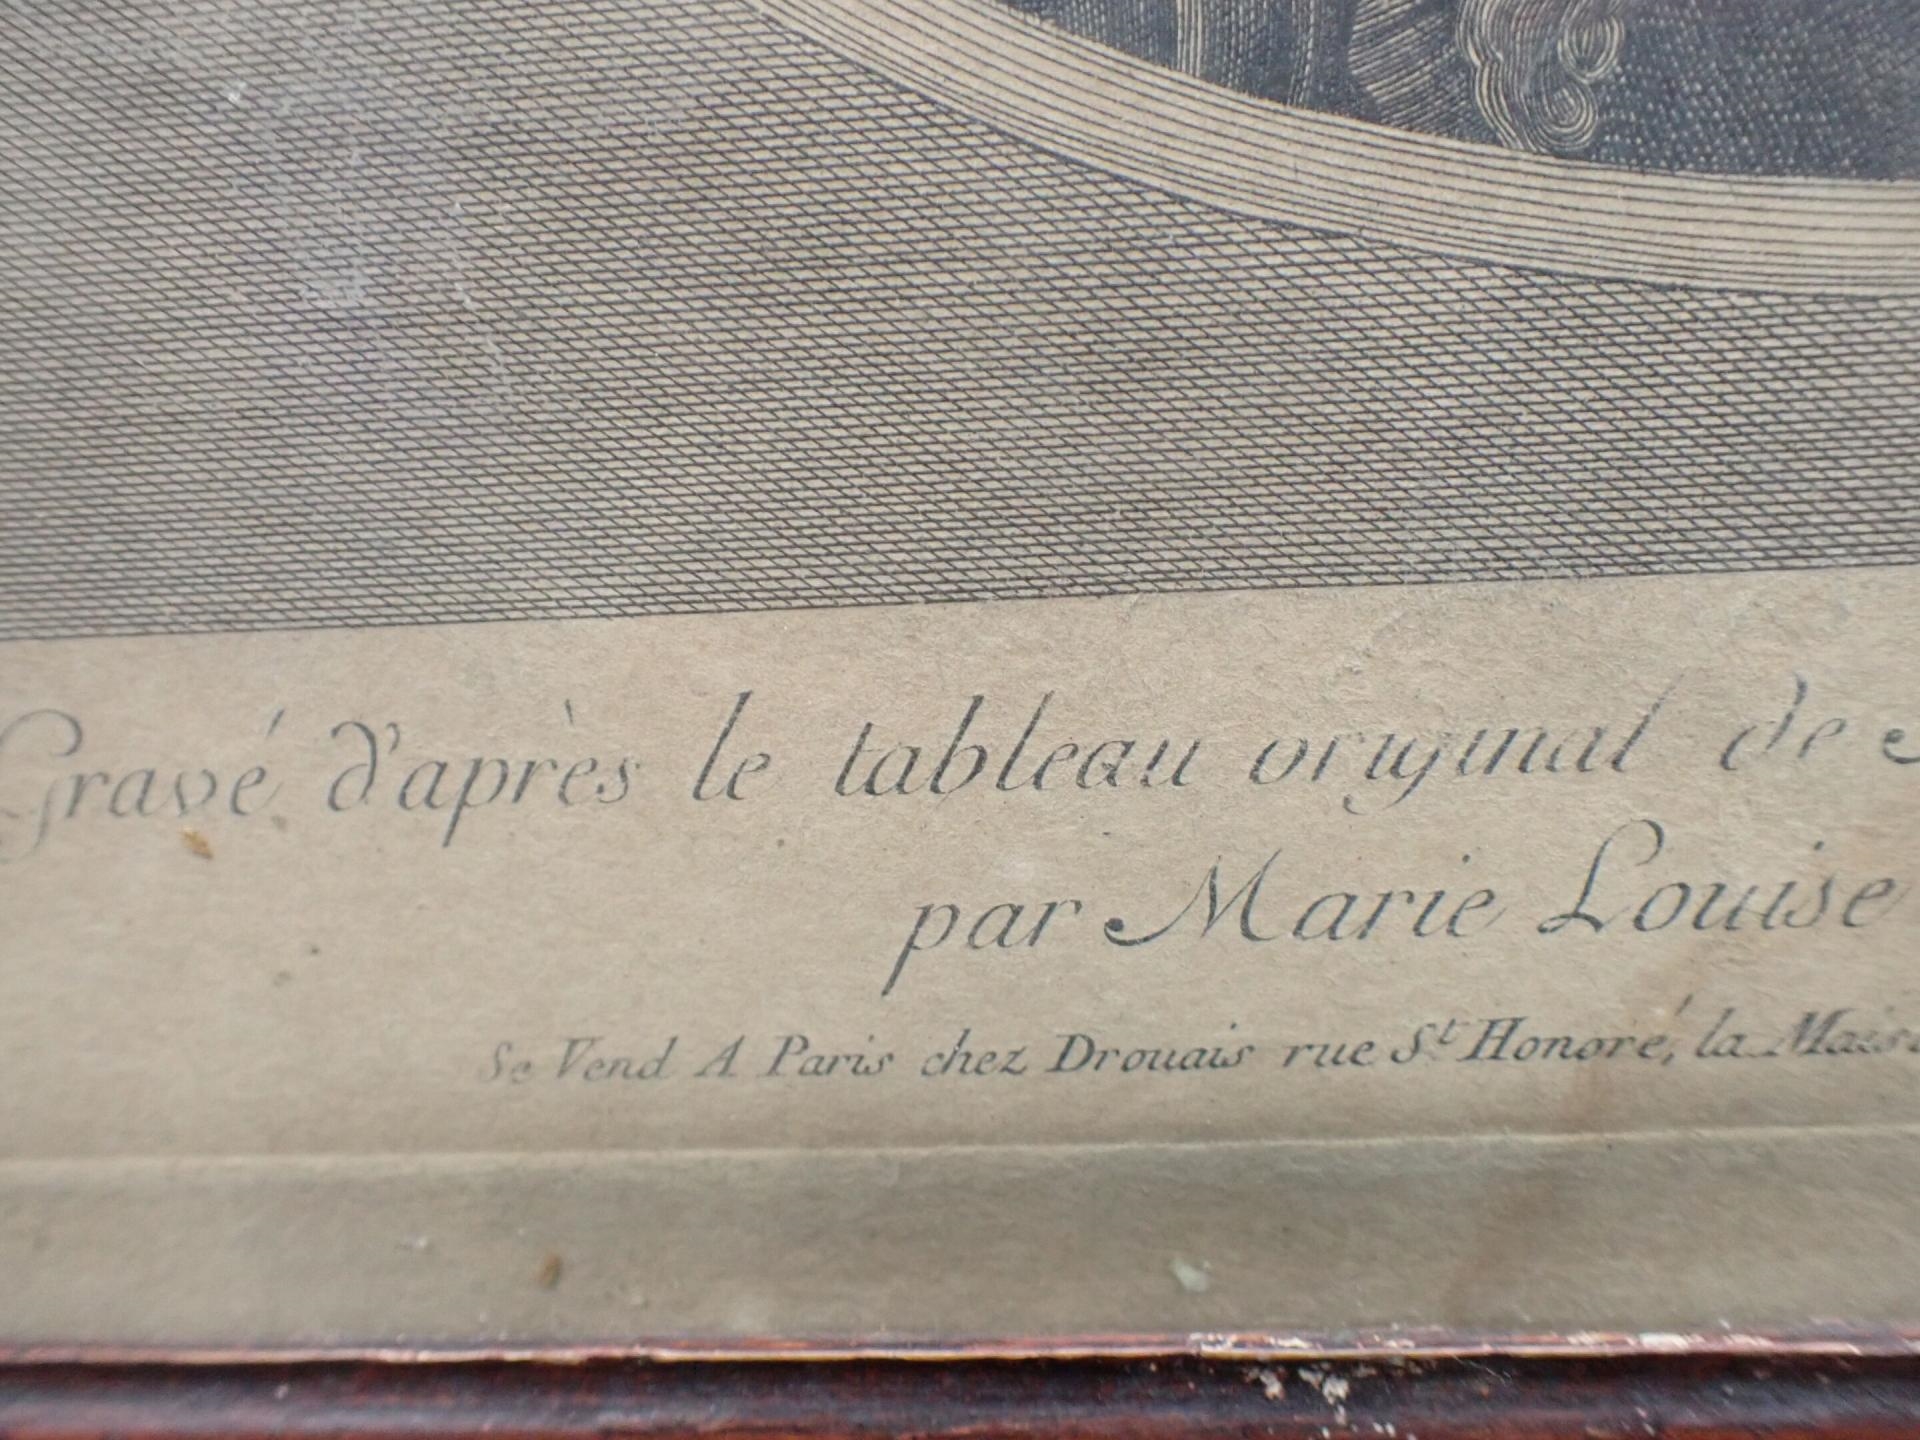 Gravé d'après le tableau original de
par Marie Louise
Se Vend A Paris chez Drouais rue St Honoré, la